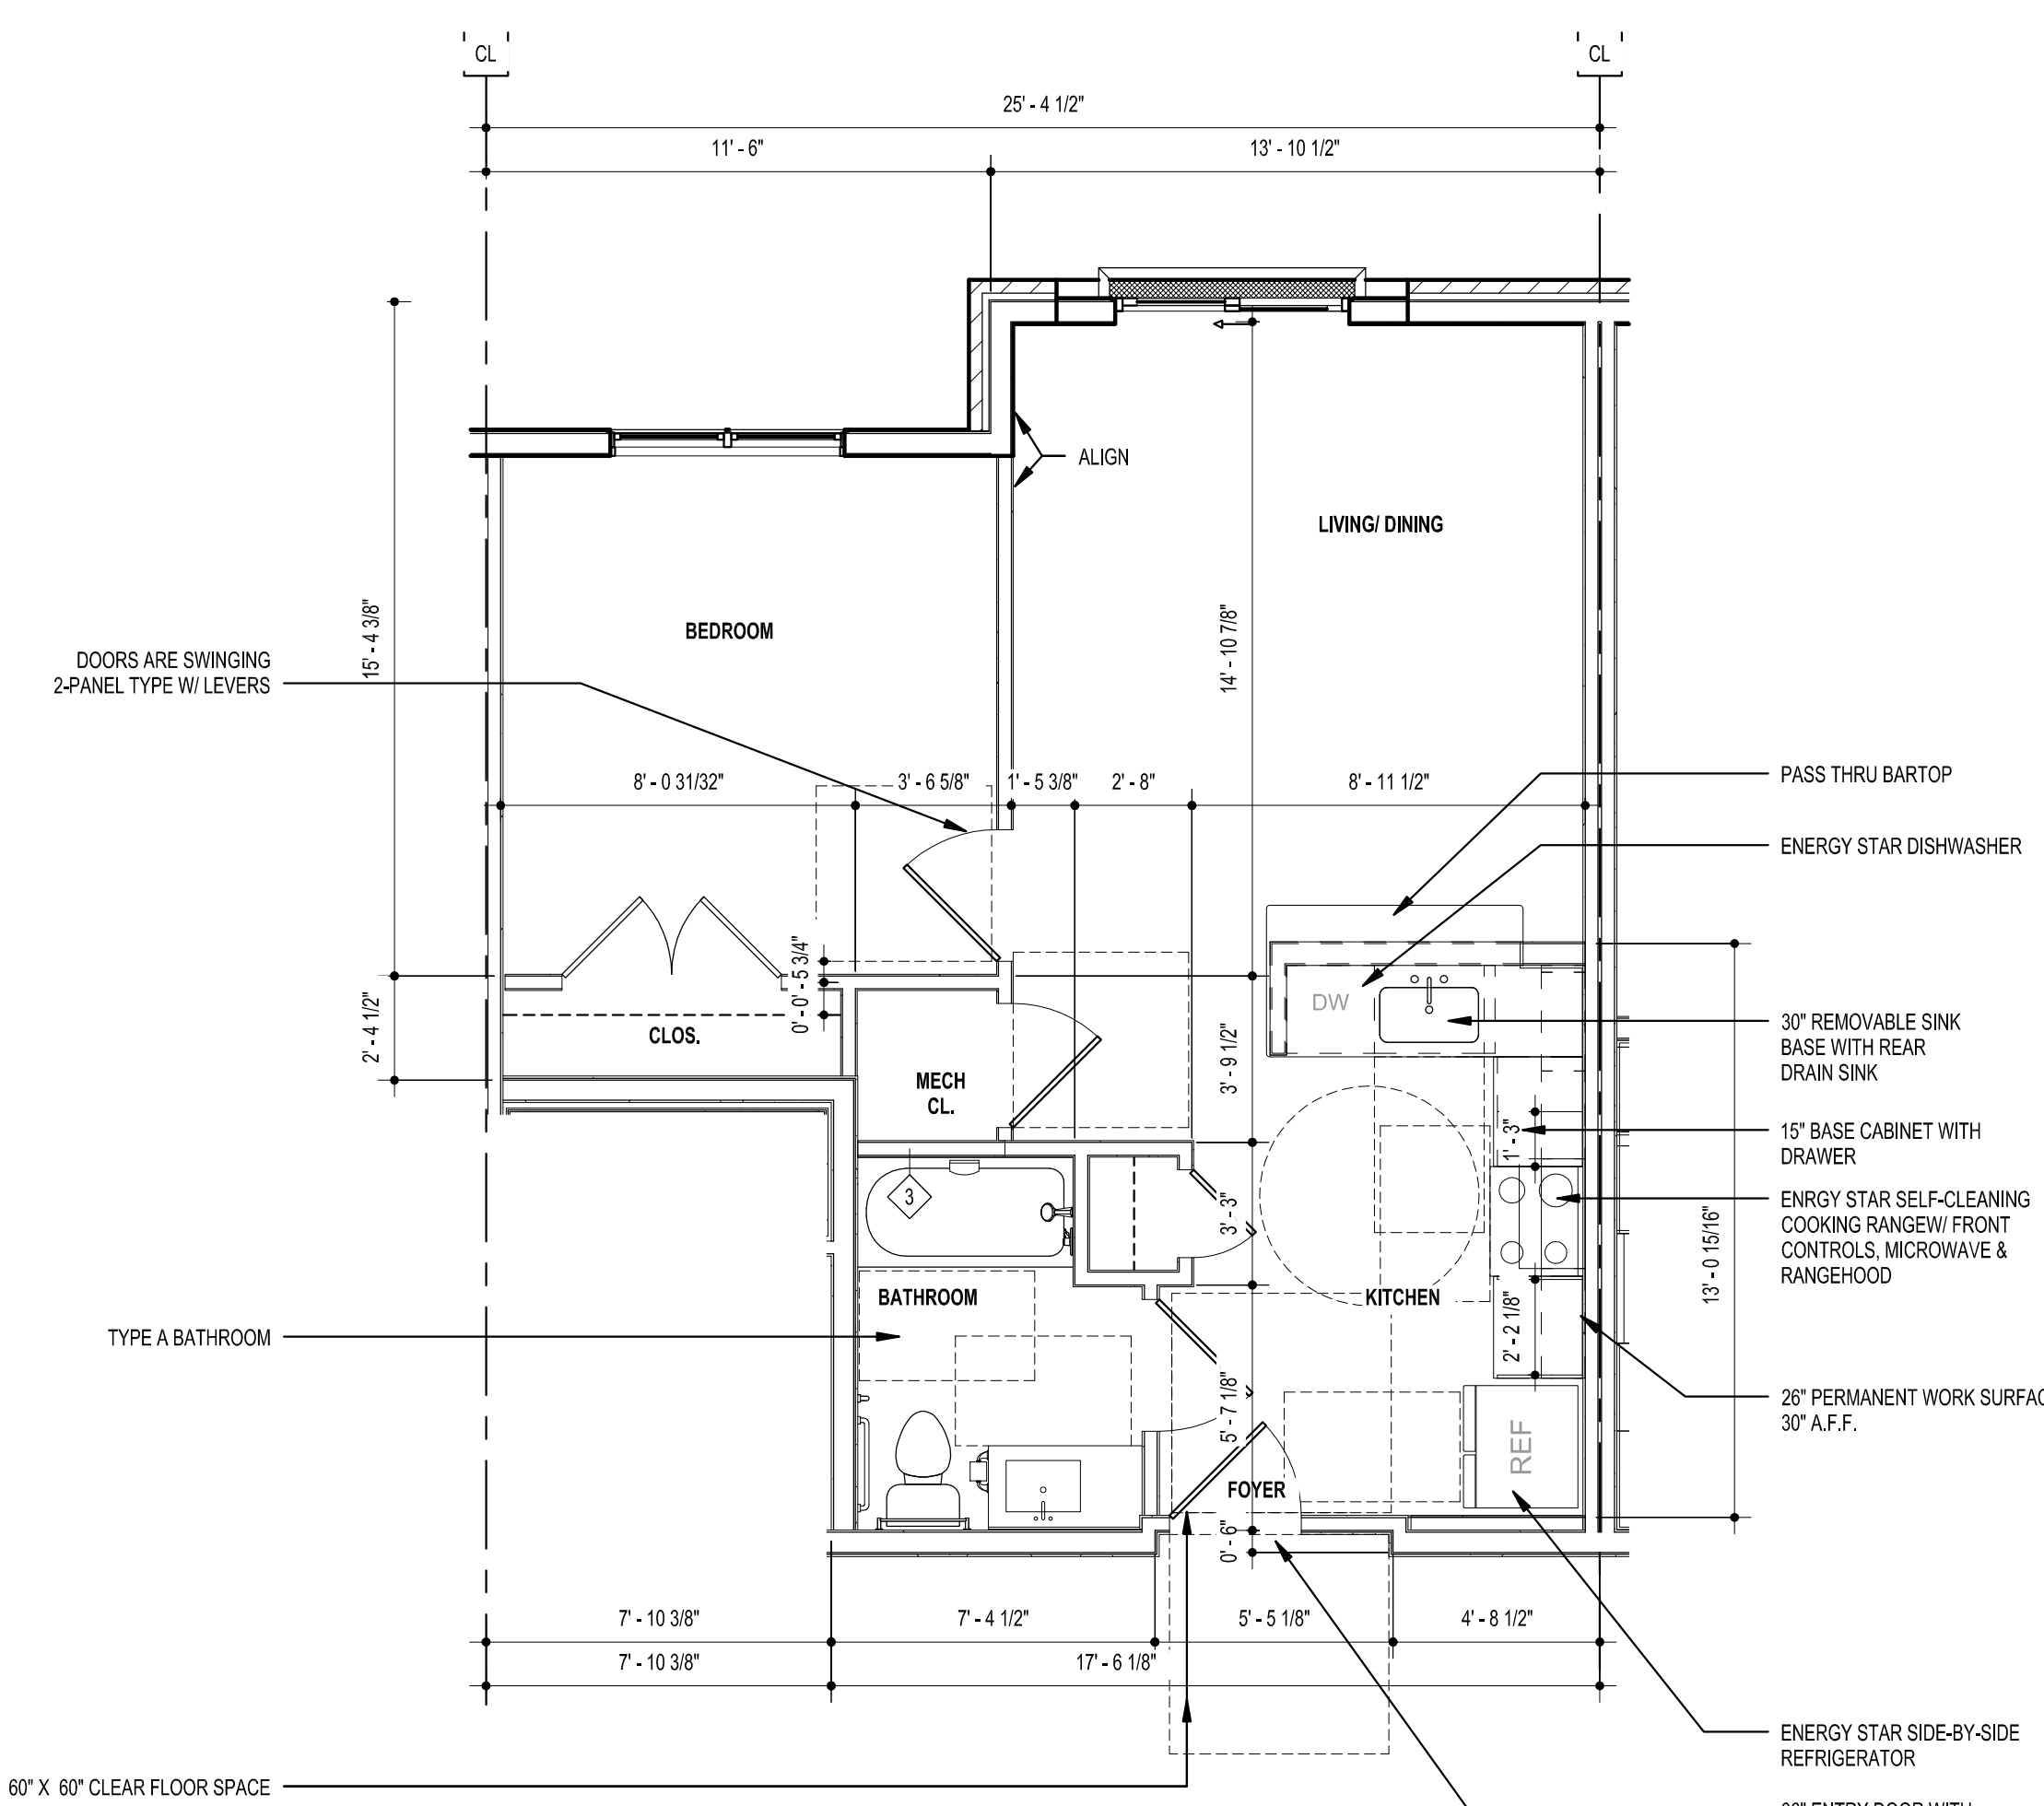 CL
CL
25' - 4 1/2"
11' - 6"
13' - 10 1/2"
ALIGN
LIVING/ DINING
15' - 4 3/8"
14' - 10 7/8"
BEDROOM
DOORS ARE SWINGING
2-PANEL TYPE W/ LEVERS
8' - 0 31/32"
3' - 6 5/8"
1' - 5 3/8"
2' - 8"
8' - 11 1/2"
PASS THRU BARTOP
ENERGY STAR DISHWASHER
0' - 0' - 5 3/4"
2' - 4 1/2"
CLOS.
DW
3' - 9 1/2"
30" REMOVABLE SINK
BASE WITH REAR
DRAIN SINK
MECH
CL.
1' - 3"
15" BASE CABINET WITH
DRAWER
3
3' - 3"
ENRGY STAR SELF-CLEANING
COOKING RANGEW/ FRONT
CONTROLS, MICROWAVE &
RANGEHOOD
13' - 0 15/16"
BATHROOM
KITCHEN
2' - 2 1/8"
TYPE A BATHROOM
5' - 7 1/8"
26" PERMANENT WORK SURFAC
30" A.F.F.
REF
FOYER
0' - 6"
7' - 10 3/8"
7' - 4 1/2"
5' - 5 1/8"
4' - 8 1/2"
7' - 10 3/8"
17' - 6 1/8"
ENERGY STAR SIDE-BY-SIDE
REFRIGERATOR
60" X 60" CLEAR FLOOR SPACE
ENTRY DOOR WITH